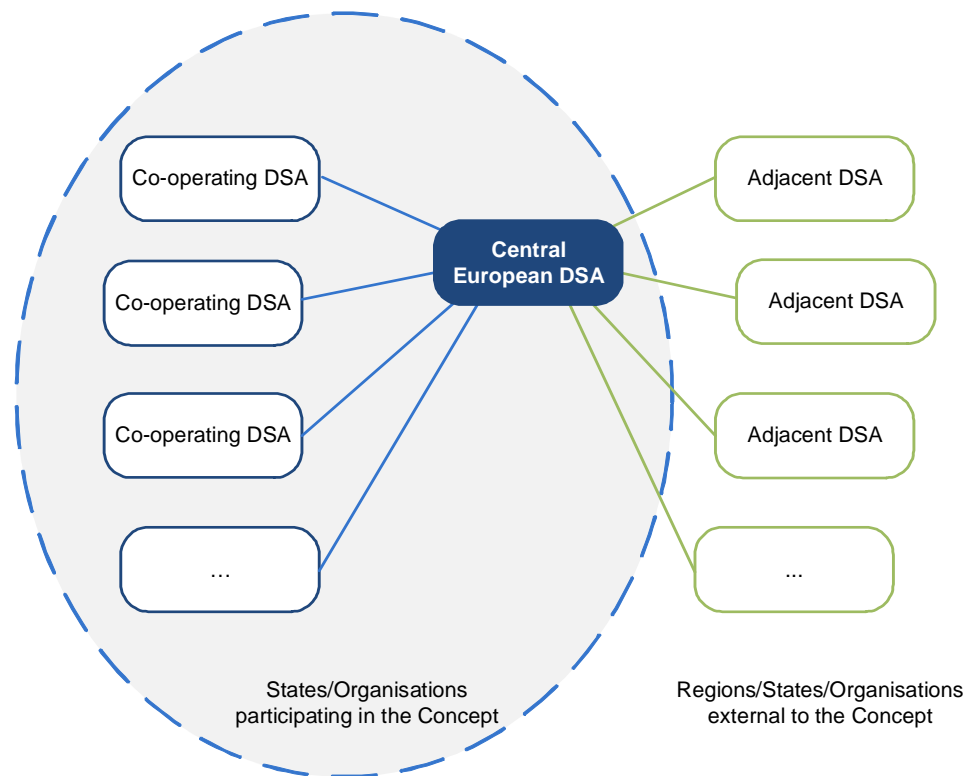 Co-operating DSA
Adjacent DSA
Central
European DSA
Co-operating DSA
Adjacent DSA
Co-operating DSA
Adjacent DSA
…
...
States/Organisations
participating in the Concept
Regions/States/Organisations
external to the Concept